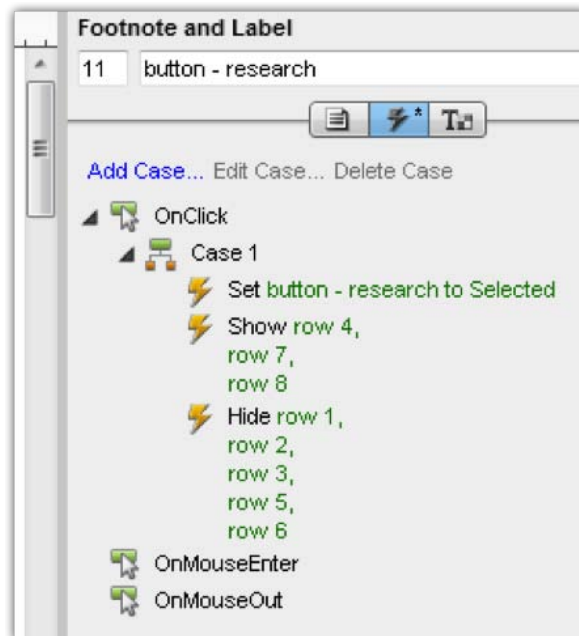 Footnote and Label
11 button - research
Add Case... Edit Case... Delete Case
OnClick
Case 1
Set button - research to Selected
Show row 4,
row 7,
row 8
Hide row 1,
row 2,
row 3,
row 5,
row 6
OnMouseEnter
OnMouseOut